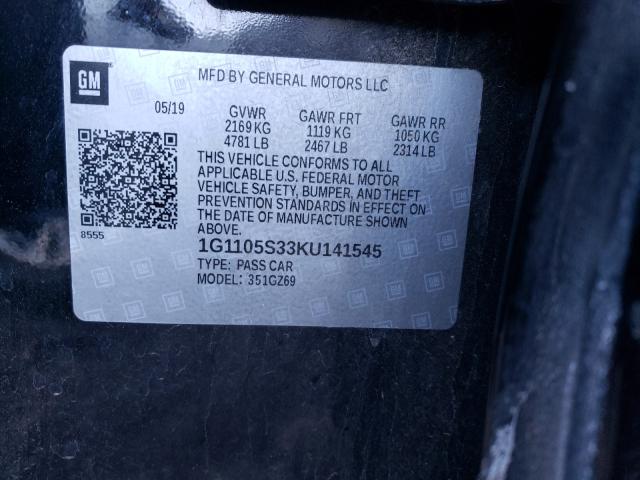 GM
MFD BY GENERAL MOTORS LLC
05/19 GVWR GAWR FRT GAWR RR
2169 KG 1119 KG 1050 KG
4781 LB 2467 LB 2314 LB
THIS VEHICLE CONFORMS TO ALL
APPLICABLE U.S. FEDERAL MOTOR
VEHICLE SAFETY, BUMPER, AND THEFT
PREVENTION STANDARDS IN EFFECT ON
THE DATE OF MANUFACTURE SHOWN
ABOVE.
8555
1G1105S33KU141545
TYPE: PASS CAR
MODEL: 351GZ69